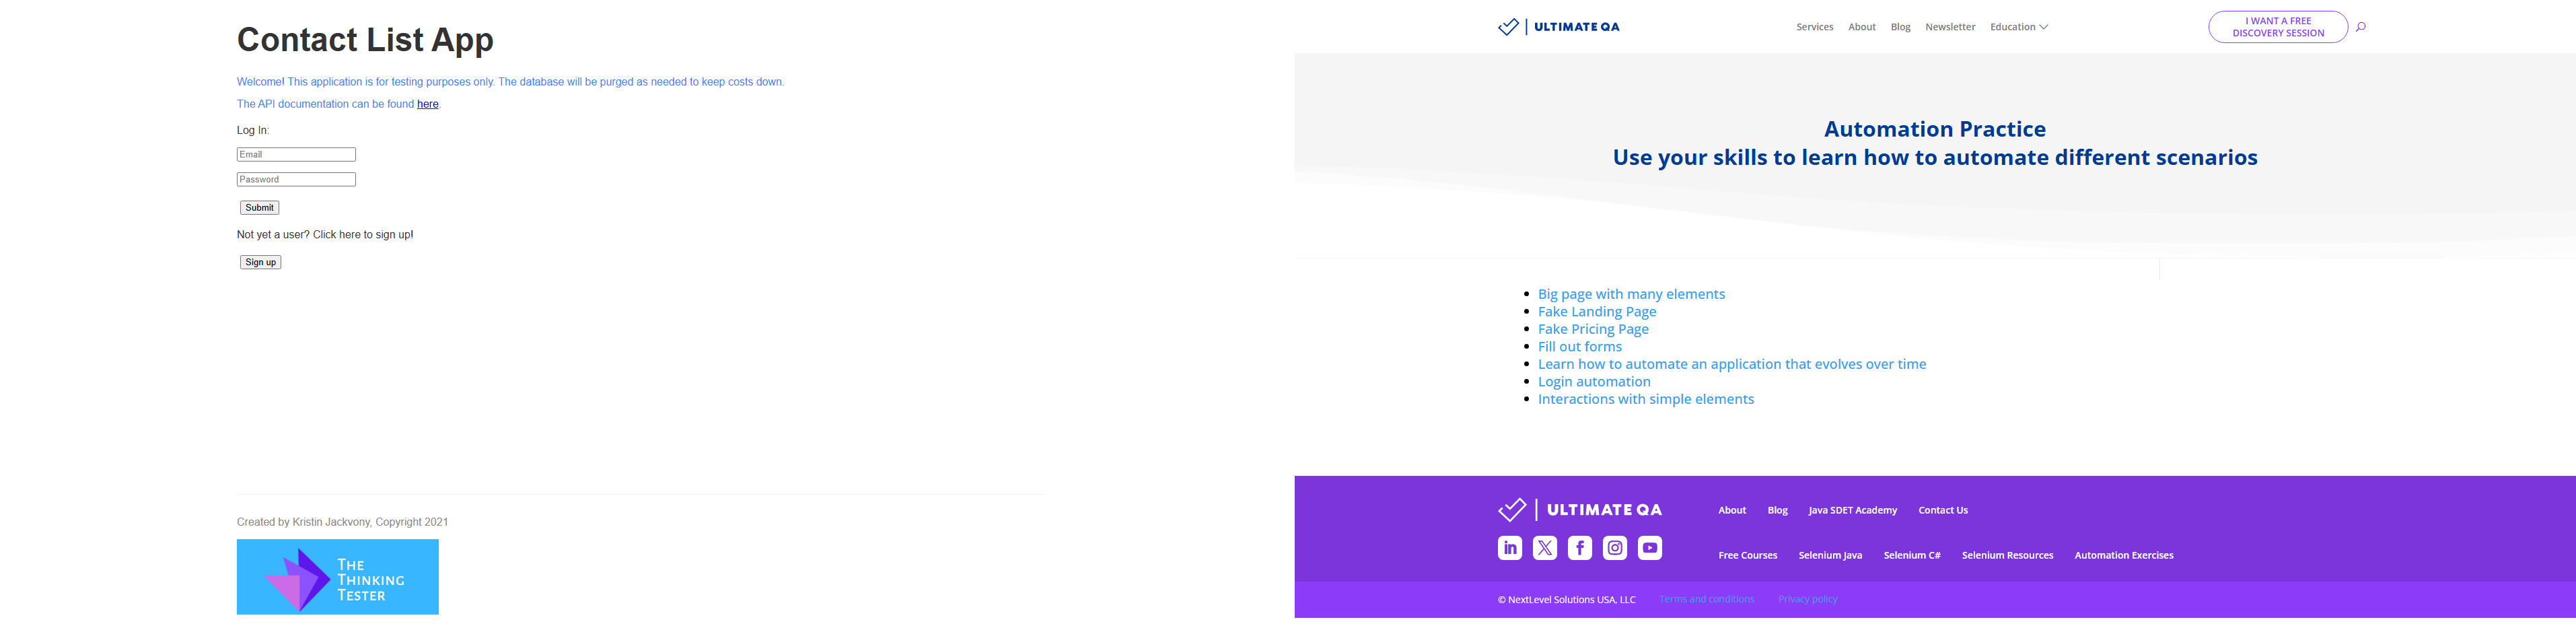 Contact List App
Welcome! This application is for testing purposes only. The database will be purged as needed to keep costs down.
The API documentation can be found here.
Log In:
Email
Password
Submit
Not yet a user? Click here to sign up!
Sign up
Created by Kristin Jackvony, Copyright 2021
THE
THINKING
TESTER
ULTIMATE QA
Services About Blog Newsletter Education
I WANT A FREE
DISCOVERY SESSION
Automation Practice
Use your skills to learn how to automate different scenarios
Big page with many elements
Fake Landing Page
Fake Pricing Page
Fill out forms
Learn how to automate an application that evolves over time
Login automation
Interactions with simple elements
ULTIMATE QA
About Blog Java SDET Academy Contact Us
Free Courses Selenium Java Selenium C# Selenium Resources Automation Exercises
© NextLevel Solutions USA, LLC Terms and conditions Privacy policy